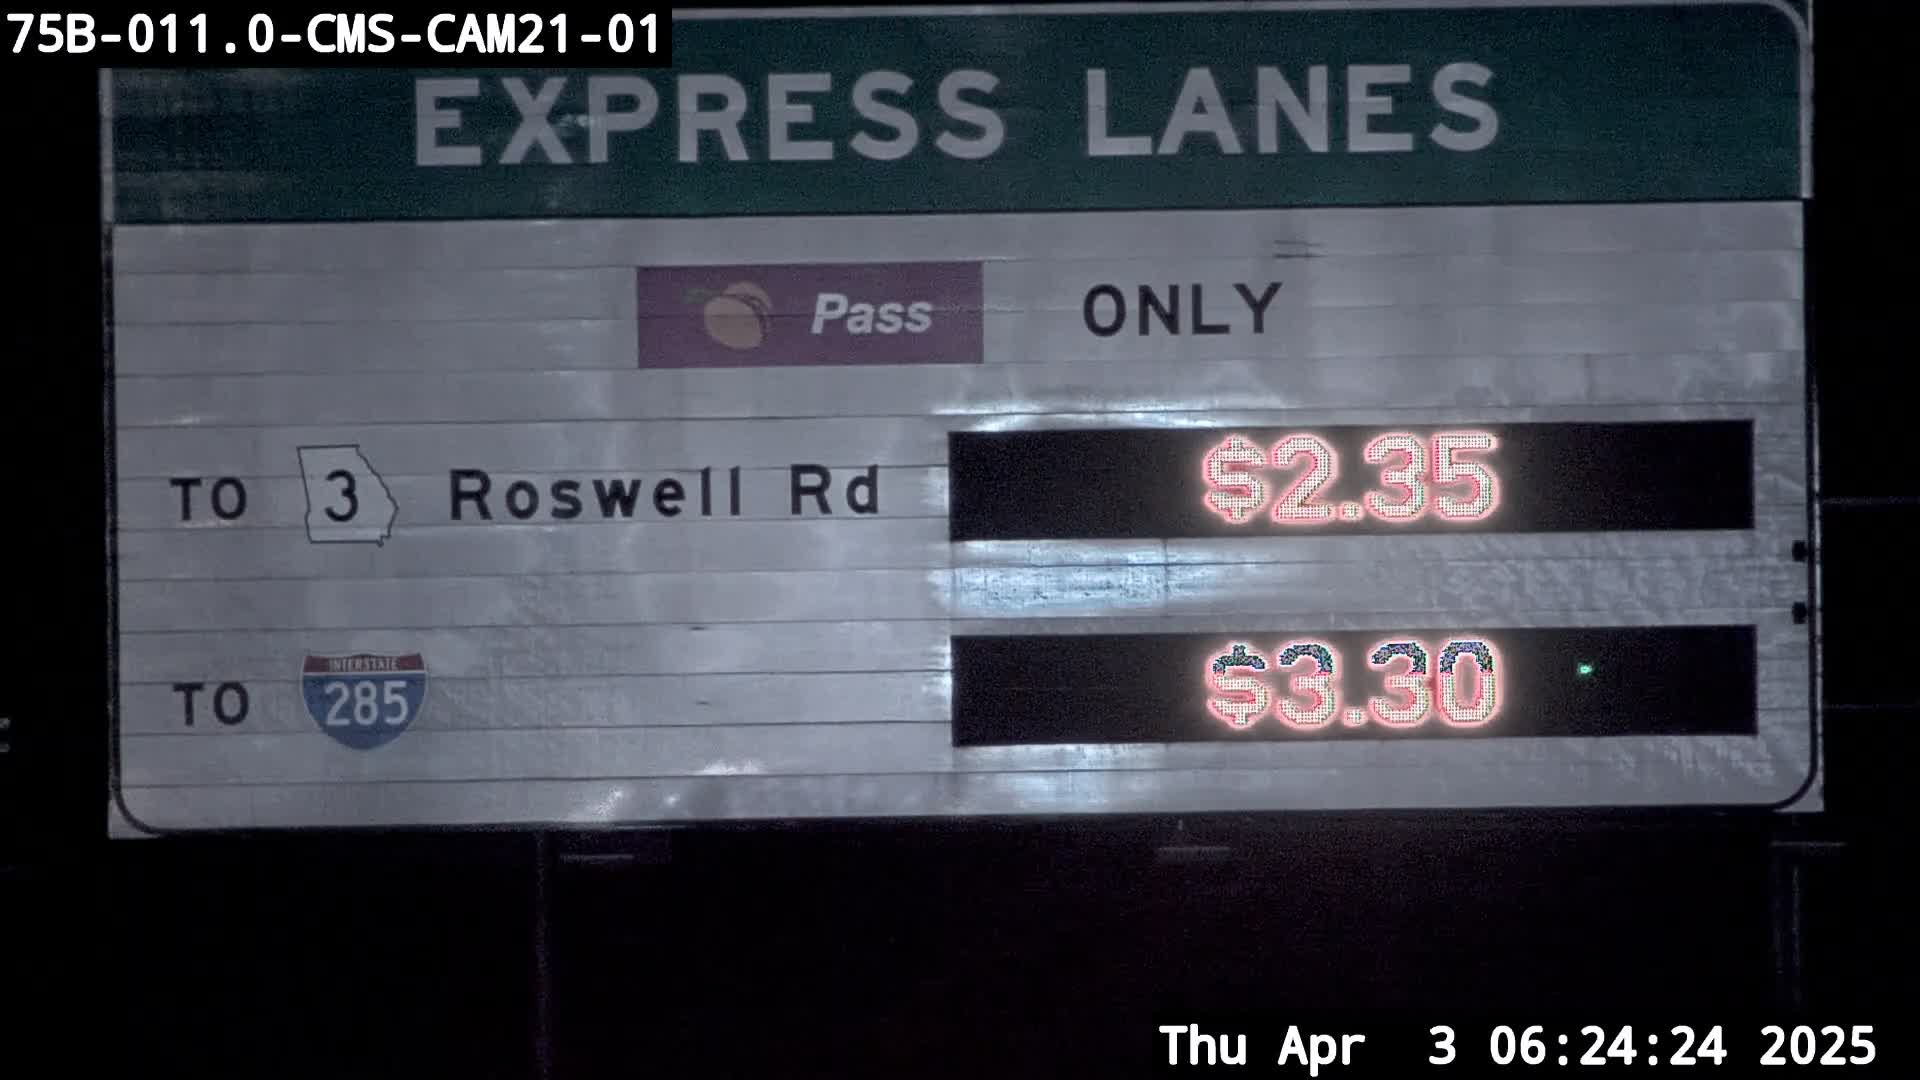 75B-011.0-CMS-CAM21-01
EXPRESS LANES
Pass ONLY
TO 3 Roswell Rd $2.35
TO INTERSTATE 285 $3.30
Thu Apr 3 06:24:24 2025